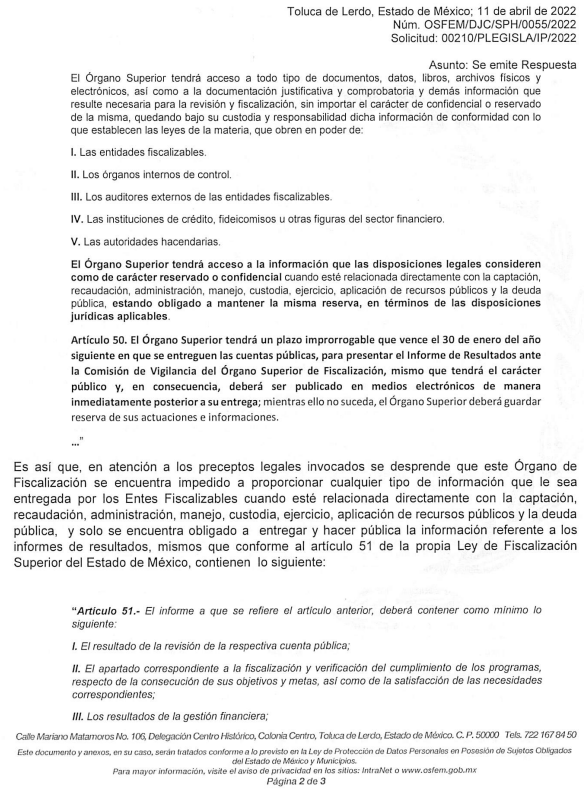 Toluca de Lerdo, Estado de México; 11 de abril de 2022
Núm. OSFEM/DJC/SPH/0055/2022
Solicitud: 00210/PLEGISLA/IP/2022
Asunto: Se emite Respuesta
El Órgano Superior tendrá acceso a todo tipo de documentos, datos, libros, archivos físicos y
electrónicos, así como a la documentación justificativa y comprobatoria y demás información que
resulte necesaria para la revisión y fiscalización, sin importar el carácter de confidencial o reservado
de la misma, quedando bajo su custodia y responsabilidad dicha información de conformidad con lo
que establecen las leyes de la materia, que obren en poder de:
I. Las entidades fiscalizables.
II. Los órganos internos de control.
III. Los auditores externos de las entidades fiscalizables.
IV. Las instituciones de crédito, fideicomisos u otras figuras del sector financiero.
V. Las autoridades hacendarias.
El Órgano Superior tendrá acceso a la información que las disposiciones legales consideren
como de carácter reservado o confidencial cuando esté relacionada directamente con la captación,
recaudación, administración, manejo, custodia, ejercicio, aplicación de recursos públicos y la deuda
pública, estando obligado a mantener la misma reserva, en términos de las disposiciones
jurídicas aplicables.
Artículo 50. El Órgano Superior tendrá un plazo improrrogable que vence el 30 de enero del año
siguiente en que se entreguen las cuentas públicas, para presentar el Informe de Resultados ante
la Comisión de Vigilancia del Órgano Superior de Fiscalización, mismo que tendrá el carácter
público y, en consecuencia, deberá ser publicado en medios electrónicos de manera
inmediatamente posterior a su entrega; mientras ello no suceda, el Órgano Superior deberá guardar
reserva de sus actuaciones e informaciones.
..."
Es así que, en atención a los preceptos legales invocados se desprende que este Órgano de
Fiscalización se encuentra impedido a proporcionar cualquier tipo de información que le sea
entregada por los Entes Fiscalizables cuando esté relacionada directamente con la captación,
recaudación, administración, manejo, custodia, ejercicio, aplicación de recursos públicos y la deuda
pública, y solo se encuentra obligado a entregar y hacer pública la información referente a los
informes de resultados, mismos que conforme al artículo 51 de la propia Ley de Fiscalización
Superior del Estado de México, contienen lo siguiente:
“Artículo 51.- El informe a que se refiere el artículo anterior, deberá contener como mínimo lo
siguiente:
I. El resultado de la revisión de la respectiva cuenta pública;
II. El apartado correspondiente a la fiscalización y verificación del cumplimiento de los programas,
respecto de la consecución de sus objetivos y metas, así como de la satisfacción de las necesidades
correspondientes;
III. Los resultados de la gestión financiera;
Calle Mariano Matamoros No. 106, Delegación Centro Histórico, Colonia Centro, Toluca de Lerdo, Estado de México. C. P. 50000 Tels. 722 167 84 50
Este documento y anexos, en su caso, serán tratados conforme a lo previsto en la Ley de Protección de Datos Personales en Posesión de Sujetos Obligados
del Estado de México y Municipios.
Para mayor información, visite el aviso de privacidad en los sitios: IntraNet o www.osfem.gob.mx
Página 2 de 3